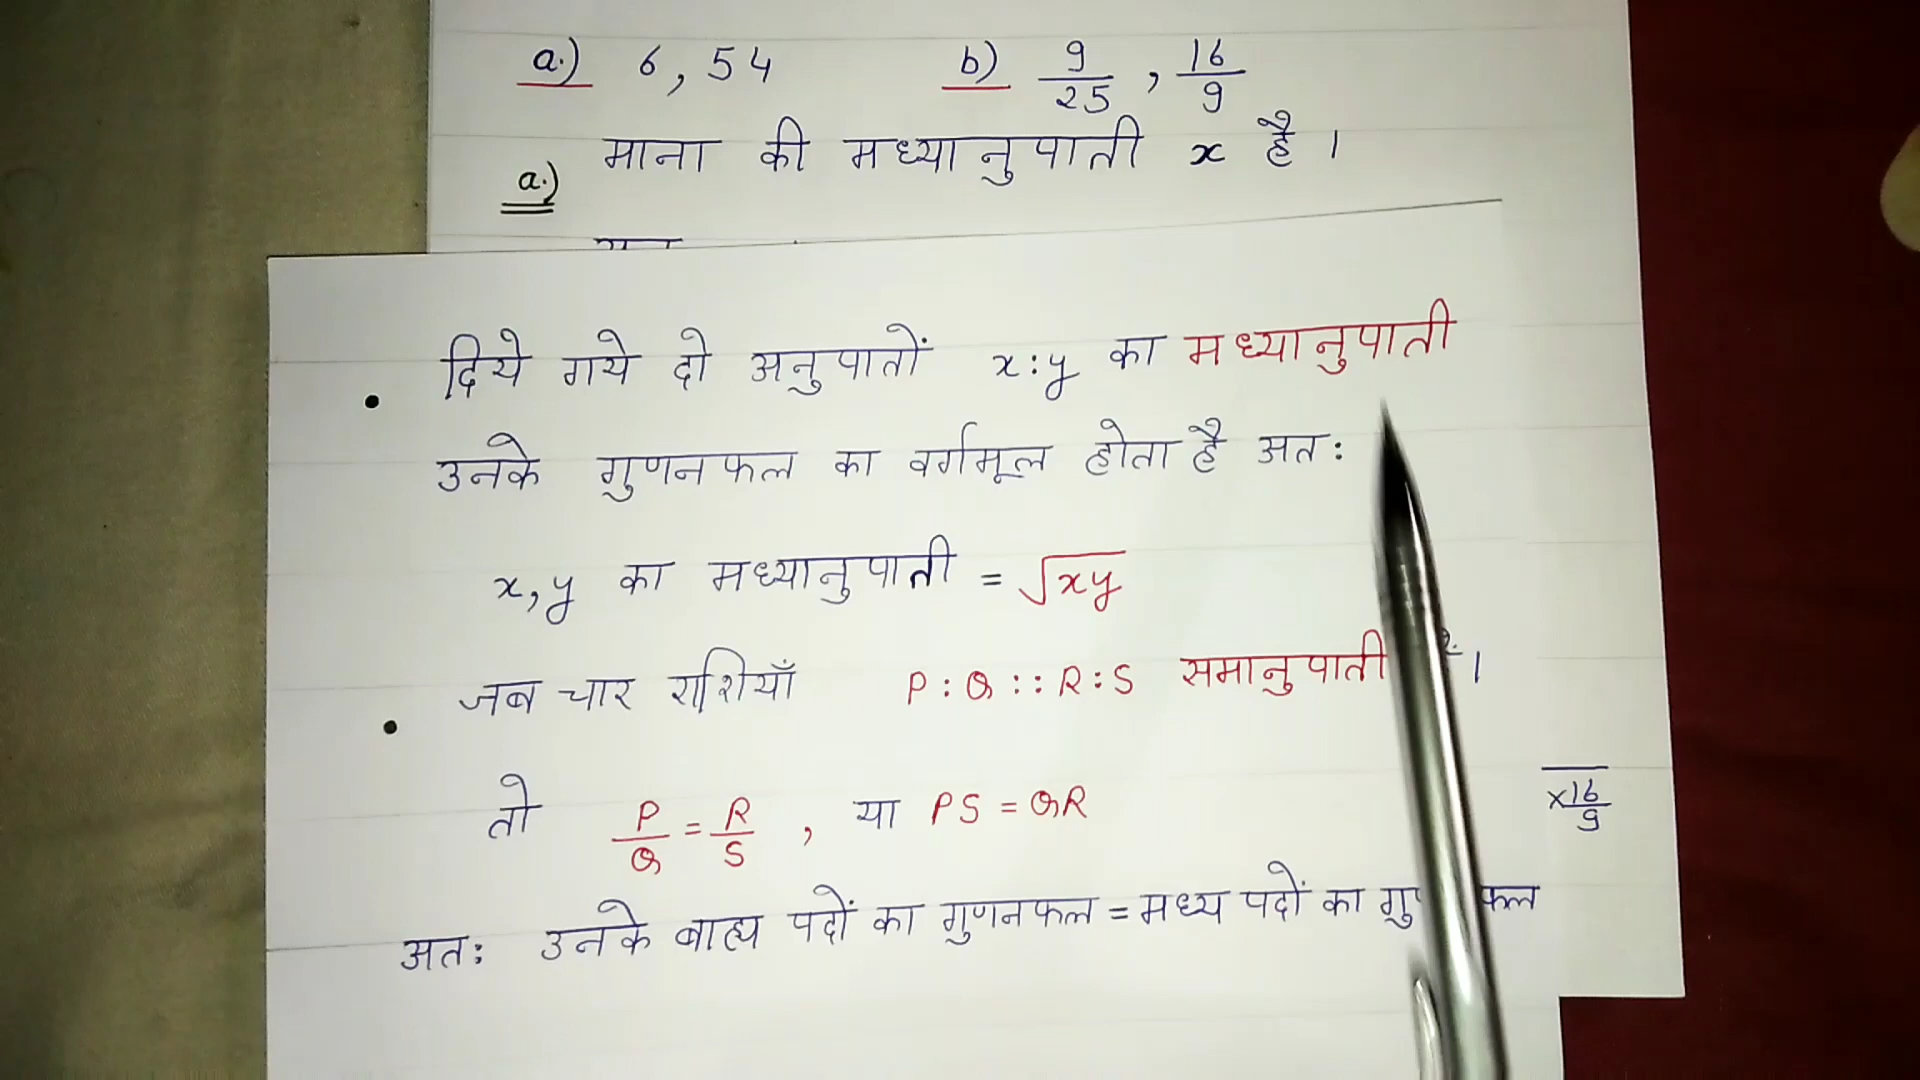 a.) 6, 54 b) 9/25, 16/9
माना की मध्यानुपाती x है ।
a.)
दिये गये दो अनुपातों x:y का मध्यानुपाती
उनके गुणनफल का वर्गमूल होता है अतः
x, y का मध्यानुपाती = √xy
जब चार राशियाँ P : Q :: R : S समानुपाती ।
तो P/Q = R/S , या PS = QR
×16/9
अतः उनके बाह्य पदों का गुणनफल = मध्य पदों का